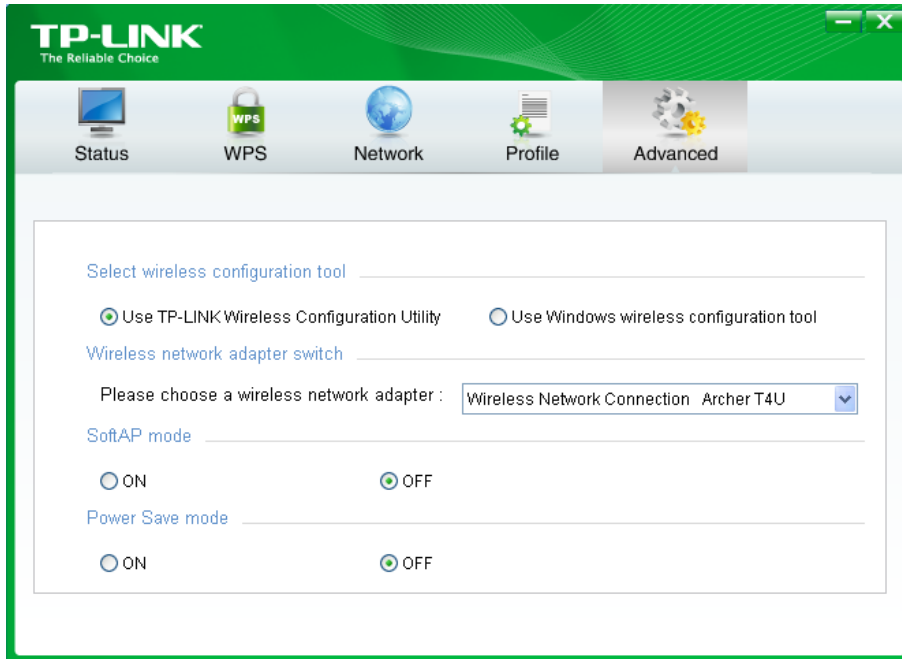 TP-LINK
The Reliable Choice
WPS
Status WPS Network Profile Advanced
Select wireless configuration tool
Use TP-LINK Wireless Configuration Utility Use Windows wireless configuration tool
Wireless network adapter switch
Please choose a wireless network adapter : Wireless Network Connection Archer T4U
SoftAP mode
ON OFF
Power Save mode
ON OFF